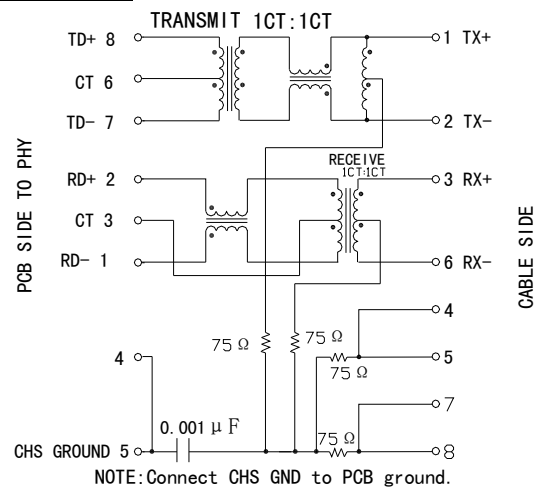 TRANSMIT 1CT:1CT
TD+ 8
1 TX+
CT 6
TD- 7
2 TX-
PCB SIDE TO PHY
RECEIVE
1CT:1CT
RD+ 2
3 RX+
CT 3
RD- 1
6 RX-
CABLE SIDE
4
75 Ω
75 Ω
5
4
75 Ω
7
0.001 μF
75 Ω
CHS GROUND 5
8
NOTE:Connect CHS GND to PCB ground.